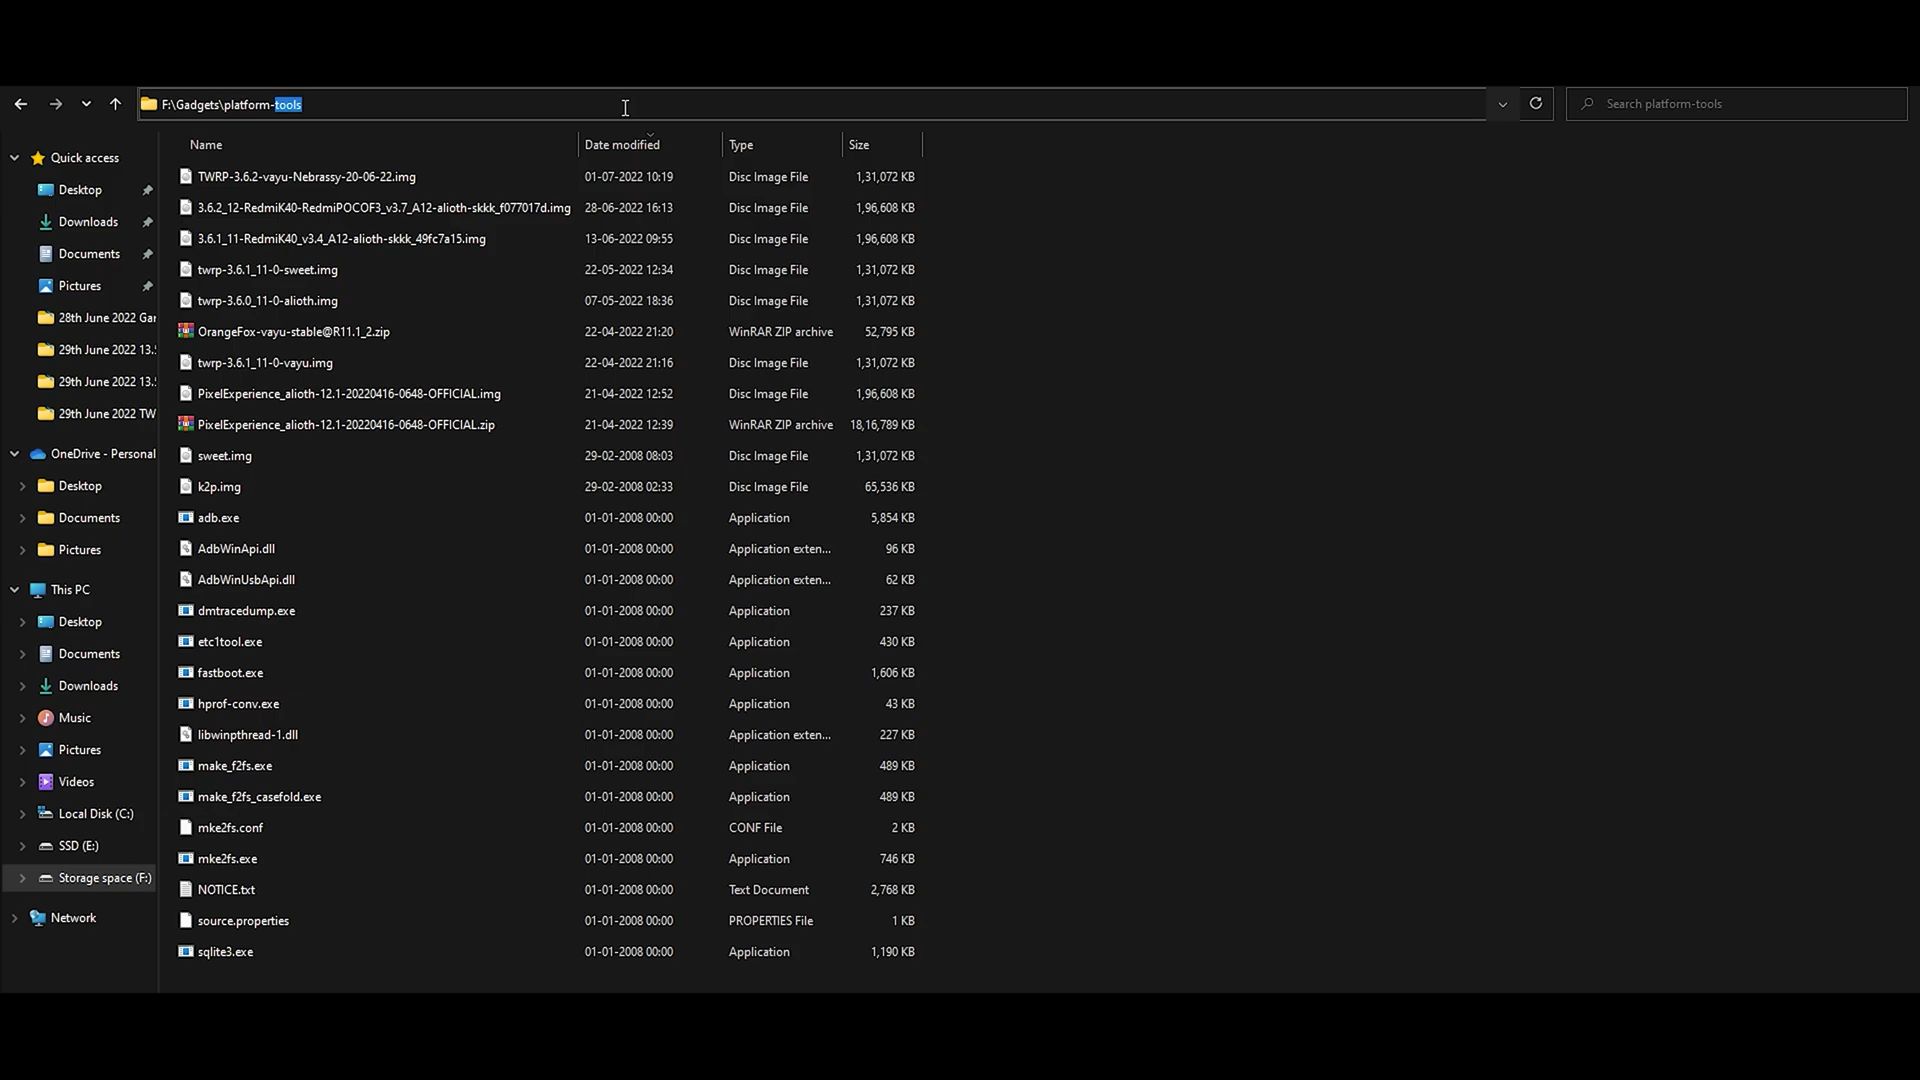 F:\Gadgets\platform-tools
Search platform-tools
Quick access
Desktop
Downloads
Documents
Pictures
28th June 2022 Gar
29th June 2022 13.5
29th June 2022 13.5
29th June 2022 TW
OneDrive - Personal
Desktop
Documents
Pictures
This PC
Desktop
Documents
Downloads
Music
Pictures
Videos
Local Disk (C:)
SSD (E:)
Storage space (F:)
Network
Name Date modified Type Size
TWRP-3.6.2-vayu-Nebrassy-20-06-22.img 01-07-2022 10:19 Disc Image File 1,31,072 KB
3.6.2_12-RedmiK40-RedmiPOCOF3_v3.7_A12-alioth-skkk_f077017d.img 28-06-2022 16:13 Disc Image File 1,96,608 KB
3.6.1_11-RedmiK40_v3.4_A12-alioth-skkk_49fc7a15.img 13-06-2022 09:55 Disc Image File 1,96,608 KB
twrp-3.6.1_11-0-sweet.img 22-05-2022 12:34 Disc Image File 1,31,072 KB
twrp-3.6.0_11-0-alioth.img 07-05-2022 18:36 Disc Image File 1,31,072 KB
OrangeFox-vayu-stable@R11.1_2.zip 22-04-2022 21:20 WinRAR ZIP archive 52,795 KB
twrp-3.6.1_11-0-vayu.img 22-04-2022 21:16 Disc Image File 1,31,072 KB
PixelExperience_alioth-12.1-20220416-0648-OFFICIAL.img 21-04-2022 12:52 Disc Image File 1,96,608 KB
PixelExperience_alioth-12.1-20220416-0648-OFFICIAL.zip 21-04-2022 12:39 WinRAR ZIP archive 18,16,789 KB
sweet.img 29-02-2008 08:03 Disc Image File 1,31,072 KB
k2p.img 29-02-2008 02:33 Disc Image File 65,536 KB
adb.exe 01-01-2008 00:00 Application 5,854 KB
AdbWinApi.dll 01-01-2008 00:00 Application exten... 96 KB
AdbWinUsbApi.dll 01-01-2008 00:00 Application exten... 62 KB
dmtracedump.exe 01-01-2008 00:00 Application 237 KB
etc1tool.exe 01-01-2008 00:00 Application 430 KB
fastboot.exe 01-01-2008 00:00 Application 1,606 KB
hprof-conv.exe 01-01-2008 00:00 Application 43 KB
libwinpthread-1.dll 01-01-2008 00:00 Application exten... 227 KB
make_f2fs.exe 01-01-2008 00:00 Application 489 KB
make_f2fs_casefold.exe 01-01-2008 00:00 Application 489 KB
mke2fs.conf 01-01-2008 00:00 CONF File 2 KB
mke2fs.exe 01-01-2008 00:00 Application 746 KB
NOTICE.txt 01-01-2008 00:00 Text Document 2,768 KB
source.properties 01-01-2008 00:00 PROPERTIES File 1 KB
sqlite3.exe 01-01-2008 00:00 Application 1,190 KB